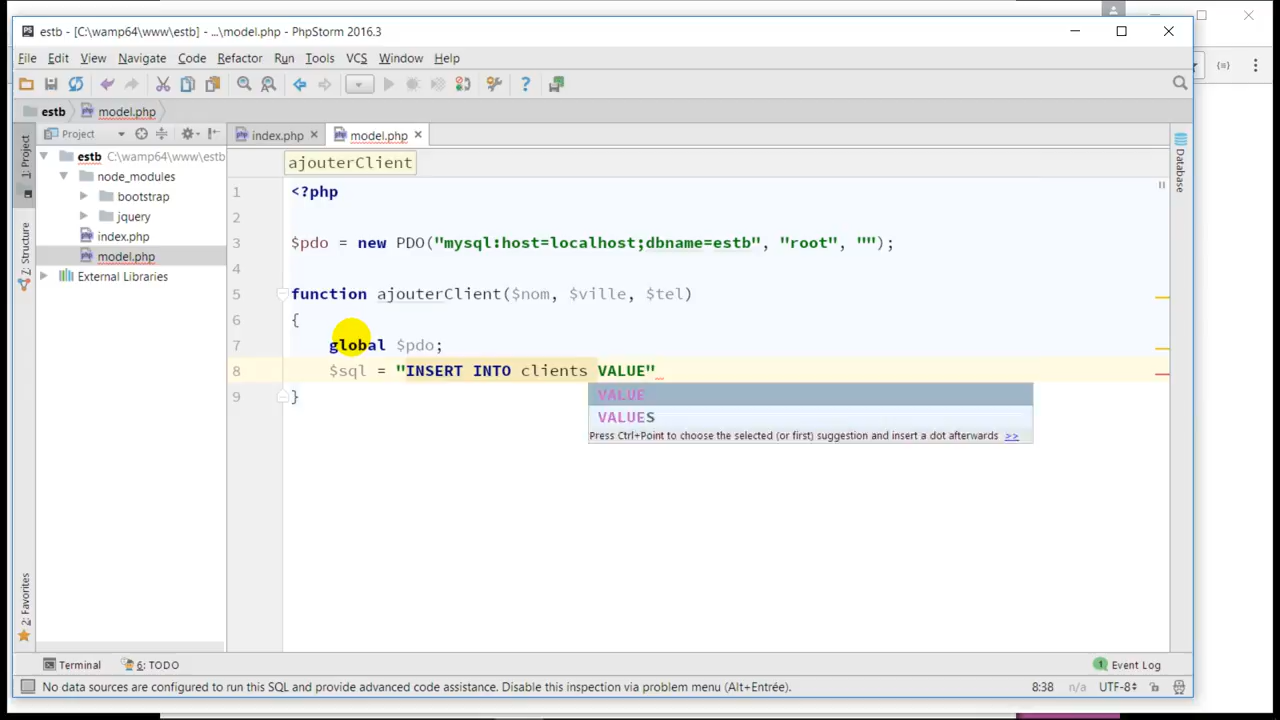 estb - [C:\wamp64\www\estb] - ...\model.php - PhpStorm 2016.3
File Edit View Navigate Code Refactor Run Tools VCS Window Help
estb model.php
Project
index.php model.php
1: Project
Z: Structure
2: Favorites
Database
estb C:\wamp64\www\estb
node_modules
bootstrap
jquery
index.php
model.php
External Libraries
ajouterClient
1 <?php
2
3 $pdo = new PDO("mysql:host=localhost;dbname=estb", "root", "");
4
5 function ajouterClient($nom, $ville, $tel)
6 {
7 global $pdo;
8 $sql = "INSERT INTO clients VALUE"
9 }
VALUE
VALUES
Press Ctrl+Point to choose the selected (or first) suggestion and insert a dot afterwards >>
Terminal 6: TODO 1 Event Log
No data sources are configured to run this SQL and provide advanced code assistance. Disable this inspection via problem menu (Alt+Entrée). 8:38 n/a UTF-8